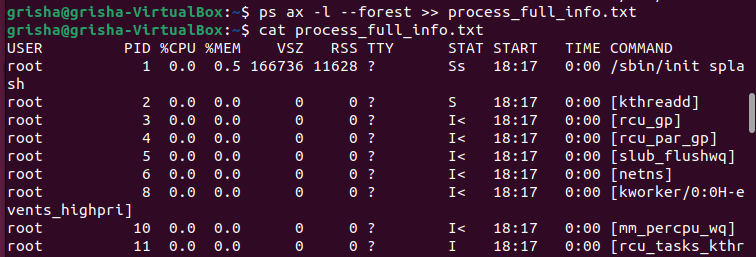 grisha@grisha-VirtualBox:~$ ps ax -l --forest >> process_full_info.txt
grisha@grisha-VirtualBox:~$ cat process_full_info.txt
USER         PID %CPU %MEM    VSZ   RSS TTY      STAT START   TIME COMMAND
root           1  0.0  0.5 166736 11628 ?        Ss   18:17   0:00 /sbin/init spla
sh
root           2  0.0  0.0      0     0 ?        S    18:17   0:00 [kthreadd]
root           3  0.0  0.0      0     0 ?        I<   18:17   0:00 [rcu_gp]
root           4  0.0  0.0      0     0 ?        I<   18:17   0:00 [rcu_par_gp]
root           5  0.0  0.0      0     0 ?        I<   18:17   0:00 [slub_flushwq]
root           6  0.0  0.0      0     0 ?        I<   18:17   0:00 [netns]
root           8  0.0  0.0      0     0 ?        I<   18:17   0:00 [kworker/0:0H-e
vents_highpri]
root          10  0.0  0.0      0     0 ?        I<   18:17   0:00 [mm_percpu_wq]
root          11  0.0  0.0      0     0 ?        I    18:17   0:00 [rcu_tasks_kthr